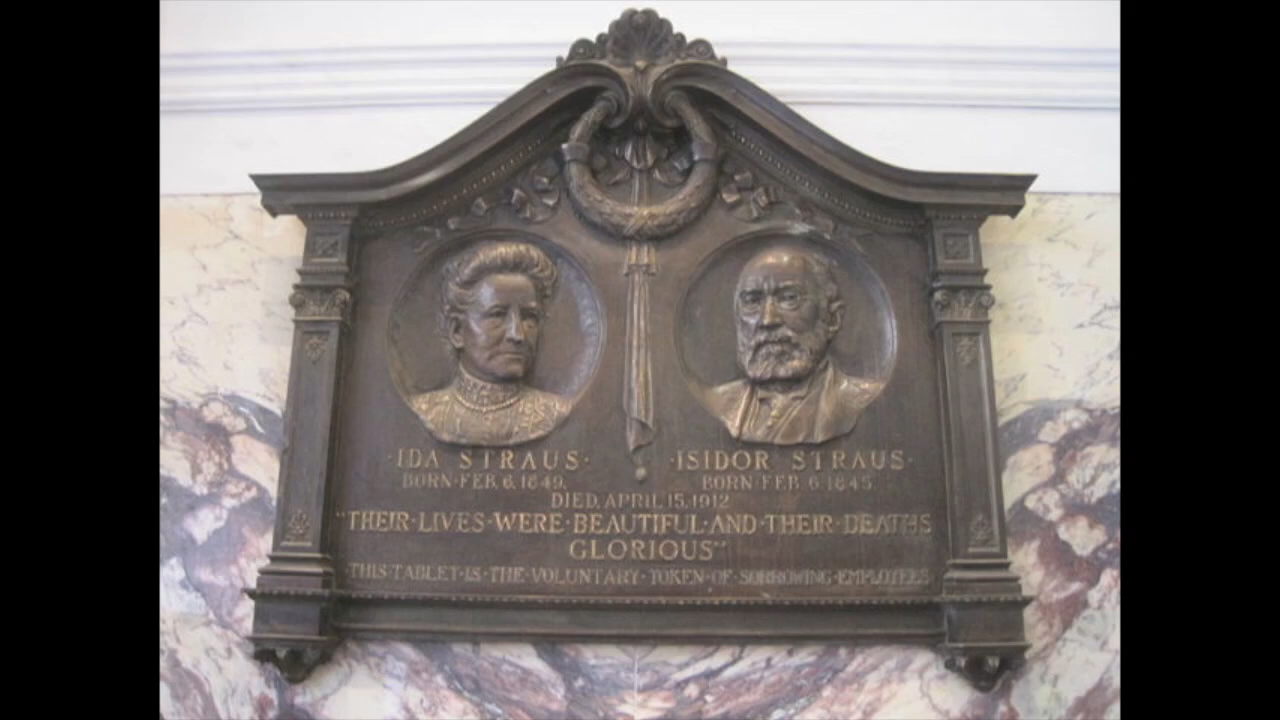 ·IDA STRAUS·
·ISIDOR STRAUS·
BORN·FEB. 6. 1849.
BORN·FEB 6 1845
DIED. APRIL 15. 1912
"THEIR·LIVES·WERE·BEAUTIFUL·AND·THEIR·DEATHS
GLORIOUS"
THIS·TABLET·IS·THE·VOLUNTARY·TOKEN·OF·SORROWING·EMPLOYEES